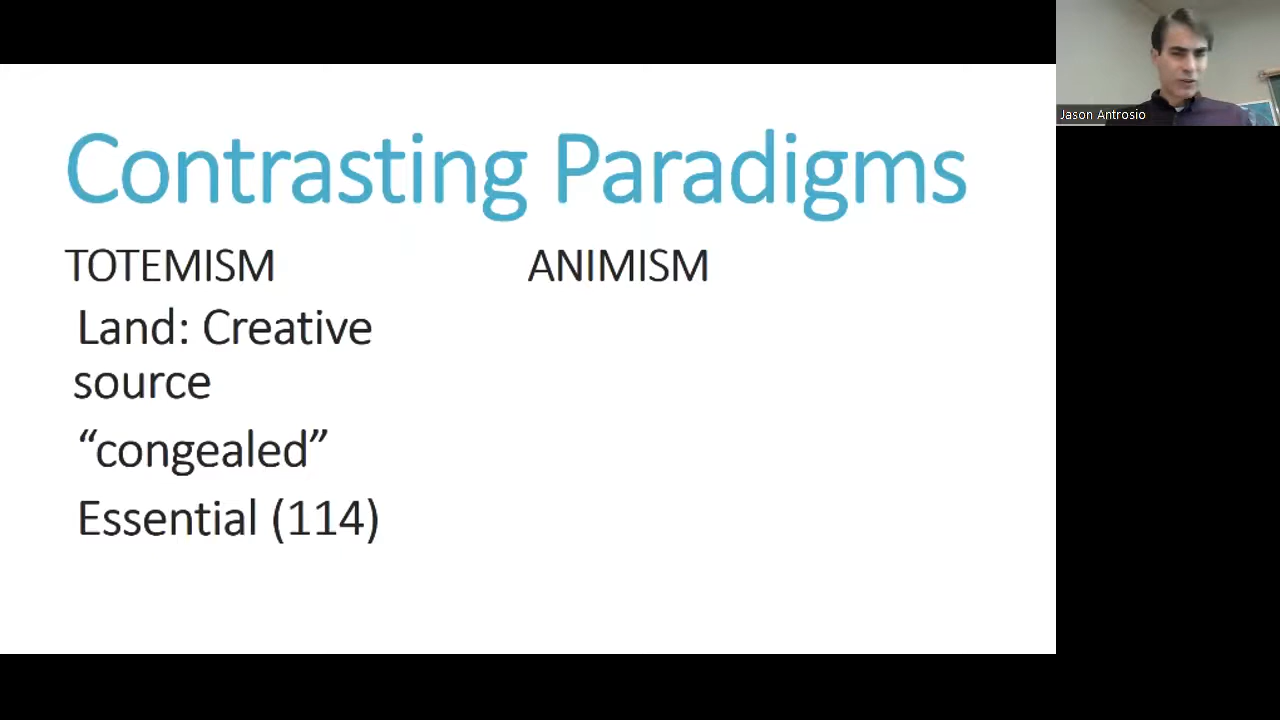 Contrasting Paradigms
TOTEMISM
Land: Creative
source
“congealed”
Essential (114)
ANIMISM
Jason Antrosio